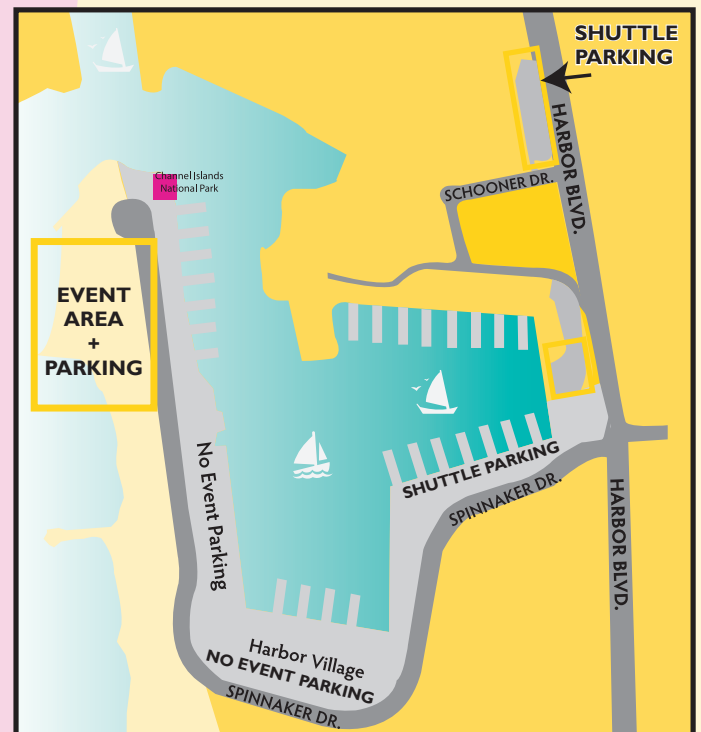 SHUTTLE
PARKING
HARBOR BLVD.
Channel Islands
National Park
SCHOONER DR.
EVENT
AREA
+
PARKING
No Event Parking
SHUTTLE PARKING
SPINNAKER DR.
HARBOR BLVD.
Harbor Village
NO EVENT PARKING
SPINNAKER DR.